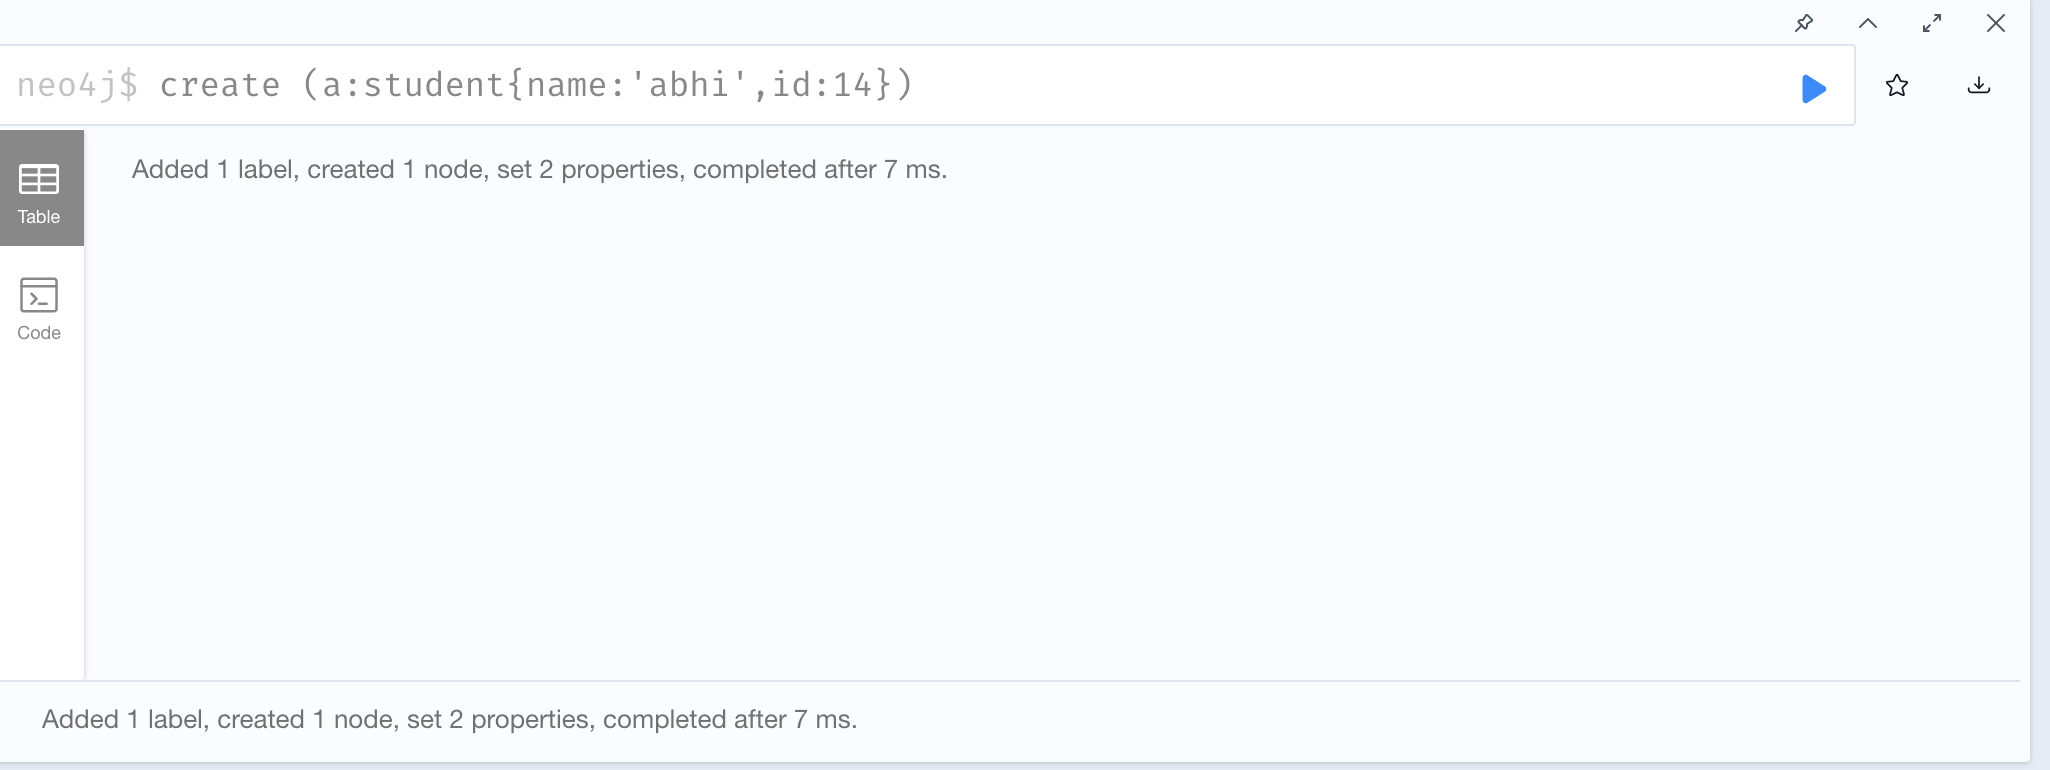 neo4j$ create (a:student{name:'abhi',id:14})
Added 1 label, created 1 node, set 2 properties, completed after 7 ms.
Table
Code
Added 1 label, created 1 node, set 2 properties, completed after 7 ms.